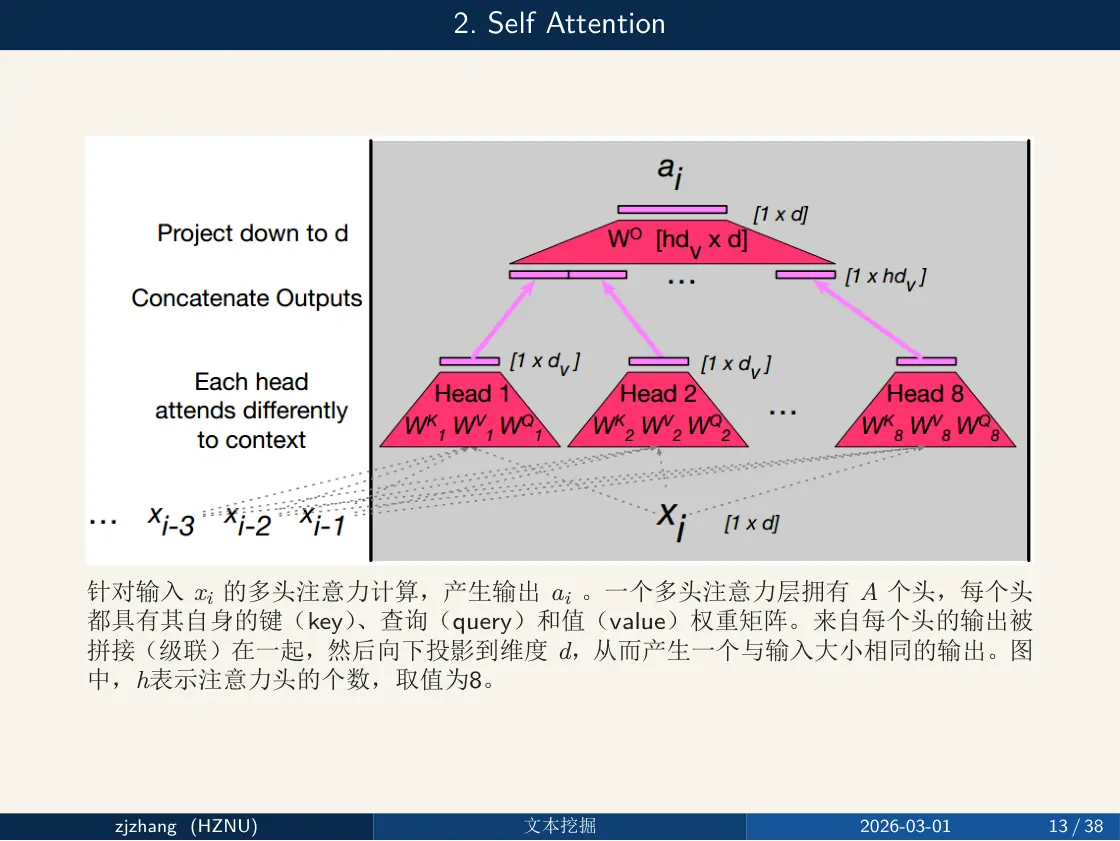 2. Self Attention
a_i
[1 x d]
Project down to d
W^O [hd_v x d]
Concatenate Outputs
…
[1 x hd_v]
[1 x d_v]
[1 x d_v]
Each head
attends differently
to context
Head 1
W^K_1 W^V_1 W^Q_1
Head 2
W^K_2 W^V_2 W^Q_2
…
Head 8
W^K_8 W^V_8 W^Q_8
… x_i-3 x_i-2 x_i-1 x_i [1 x d]
针对输入 x_i 的多头注意力计算，产生输出 a_i 。一个多头注意力层拥有 A 个头，每个头
都具有其自身的键（key）、查询（query）和值（value）权重矩阵。来自每个头的输出被
拼接（级联）在一起，然后向下投影到维度 d，从而产生一个与输入大小相同的输出。图
中，h表示注意力头的个数，取值为8。
zjzhang (HZNU) 文本挖掘 2026-03-01 13 / 38